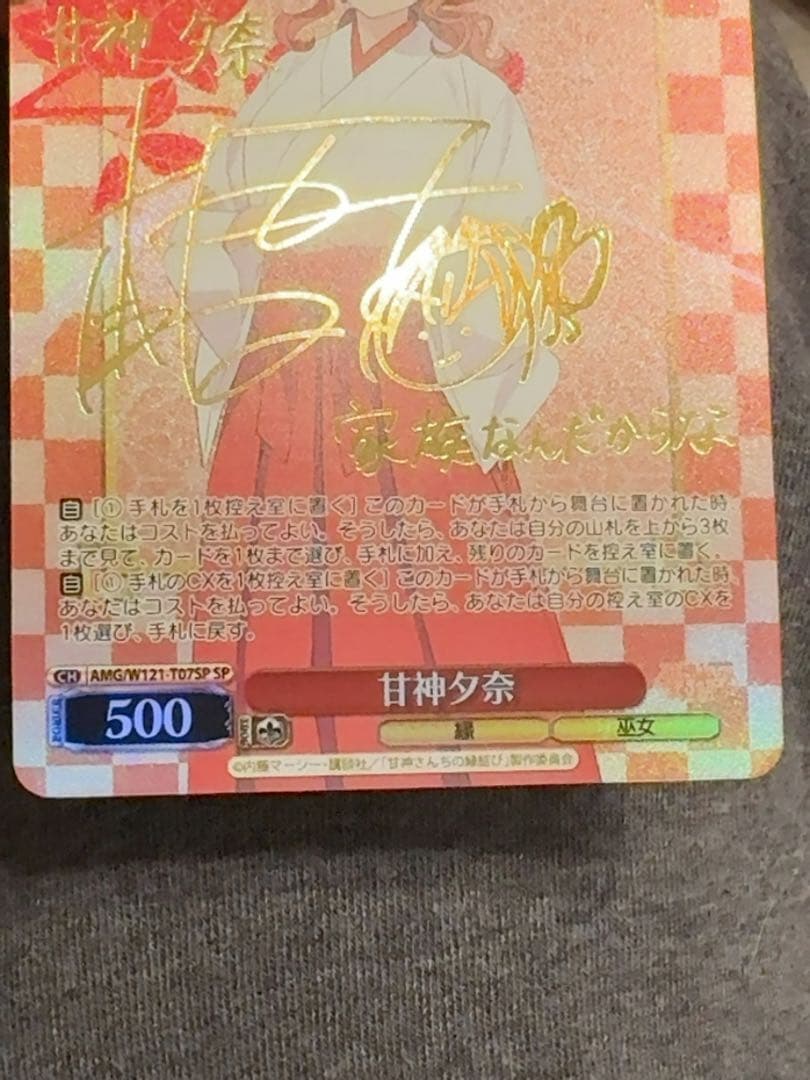 甘神 夕奈
家族なんだからな
自 [① 手札を1枚控え室に置く] このカードが手札から舞台に置かれた時、
あなたはコストを払ってよい。そうしたら、あなたは自分の山札を上から3枚
まで見て、カードを1枚まで選び、手札に加え、残りのカードを控え室に置く。
自 [① 手札のCXを1枚控え室に置く] このカードが手札から舞台に置かれた時、
あなたはコストを払ってよい。そうしたら、あなたは自分の控え室のCXを
1枚選び、手札に戻す。
CH AMG/W121-T07SP SP
甘神夕奈
500
縁 巫女
©内藤マーシー・講談社/「甘神さんちの縁結び」製作委員会